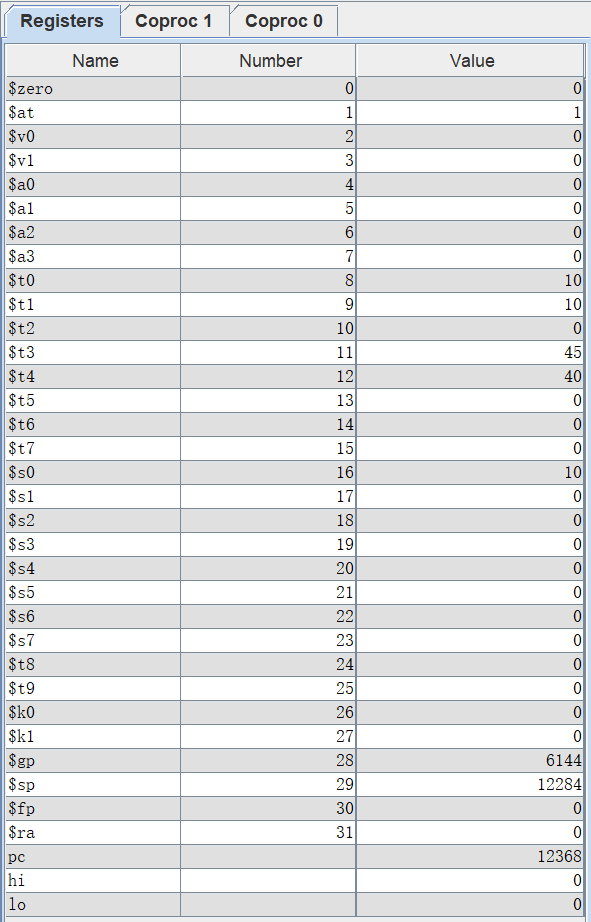 Registers Coproc 1 Coproc 0
Name Number Value
$zero 0 0
$at 1 1
$v0 2 0
$v1 3 0
$a0 4 0
$a1 5 0
$a2 6 0
$a3 7 0
$t0 8 10
$t1 9 10
$t2 10 0
$t3 11 45
$t4 12 40
$t5 13 0
$t6 14 0
$t7 15 0
$s0 16 10
$s1 17 0
$s2 18 0
$s3 19 0
$s4 20 0
$s5 21 0
$s6 22 0
$s7 23 0
$t8 24 0
$t9 25 0
$k0 26 0
$k1 27 0
$gp 28 6144
$sp 29 12284
$fp 30 0
$ra 31 0
pc 12368
hi 0
lo 0